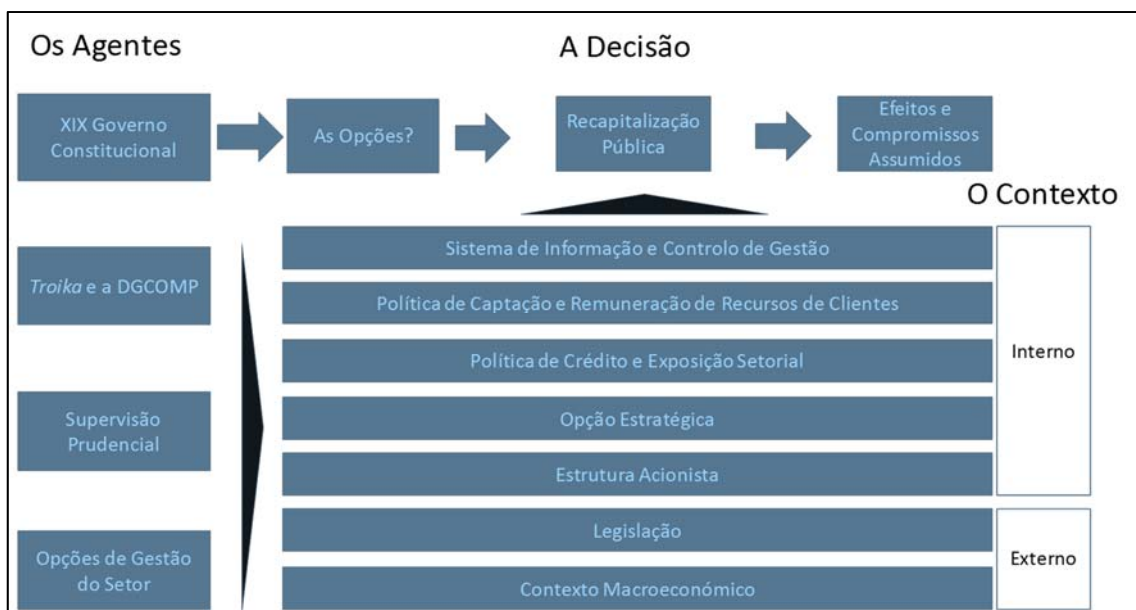 Os Agentes
A Decisão
XIX Governo
Constitucional
As Opções?
Recapitalização
Pública
Efeitos e
Compromissos
Assumidos
O Contexto
Troika e a DGCOMP
Supervisão
Prudencial
Opções de Gestão
do Setor
Sistema de Informação e Controlo de Gestão
Política de Captação e Remuneração de Recursos de Clientes
Política de Crédito e Exposição Setorial
Opção Estratégica
Estrutura Acionista
Legislação
Contexto Macroeconómico
Interno
Externo